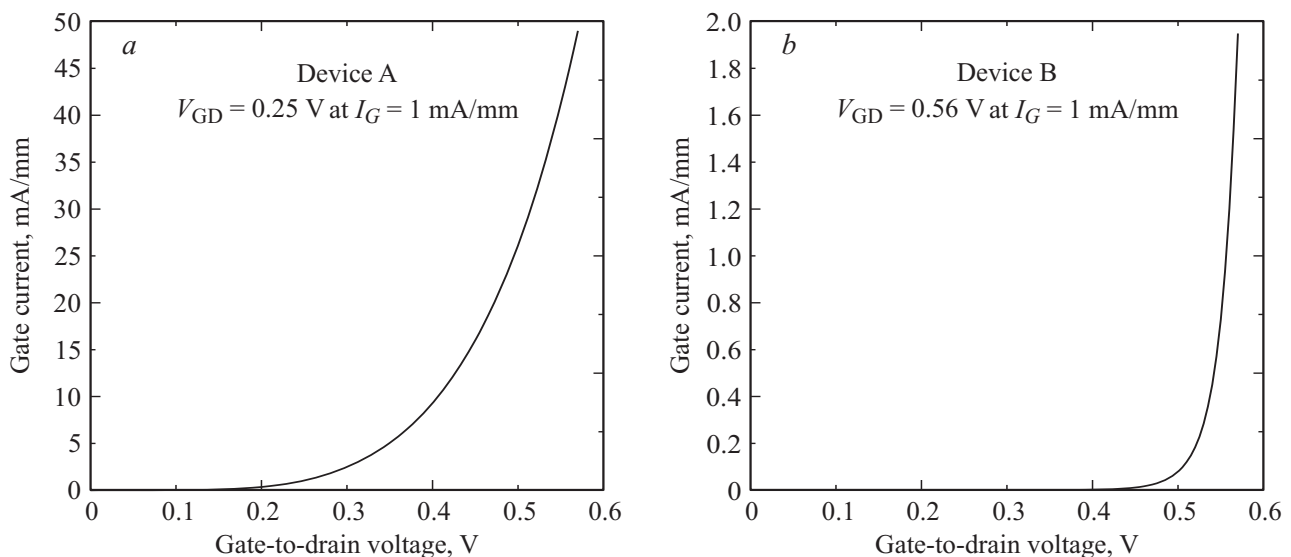 a
Device A
V_GD = 0.25 V at I_G = 1 mA/mm
Gate current, mA/mm
50
45
40
35
30
25
20
15
10
5
0
0 0.1 0.2 0.3 0.4 0.5 0.6
Gate-to-drain voltage, V
b
Device B
V_GD = 0.56 V at I_G = 1 mA/mm
Gate current, mA/mm
2.0
1.8
1.6
1.4
1.2
1.0
0.8
0.6
0.4
0.2
0
0 0.1 0.2 0.3 0.4 0.5 0.6
Gate-to-drain voltage, V